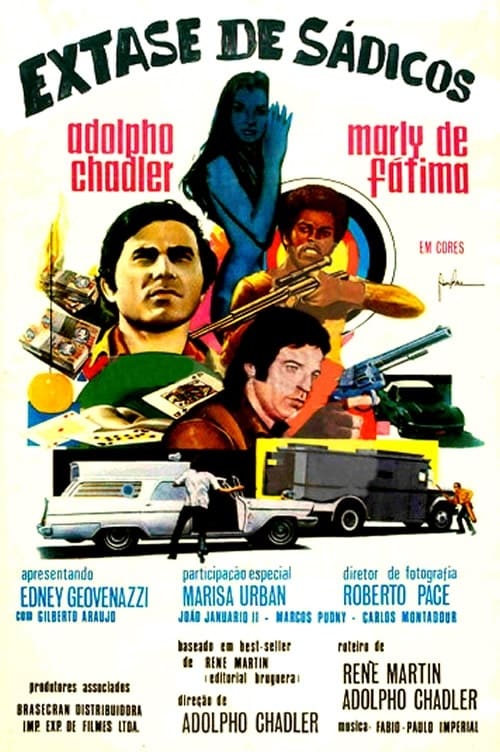 EXTASE DE SÁDICOS
adolpho
chadler
marly de
fátima
EM CORES
apresentando
EDNEY GEOVENAZZI
com GILBERTO ARAUJO
participação especial
MARISA URBAN
JOÃO JANUARIO II - MARCOS PUDNY - CARLOS MONTADOUR
diretor de fotografia
ROBERTO PACE
baseado em best-seller
de RENE MARTIN
(editorial bruguera)
roteiro de
RENÈ MARTIN
ADOLPHO CHADLER
produtores associados
BRASECRAN DISTRIBUIDORA
IMP. EXP. DE FILMES LTDA.
direção de
ADOLPHO CHADLER
musica - FABIO - PAULO IMPERIAL